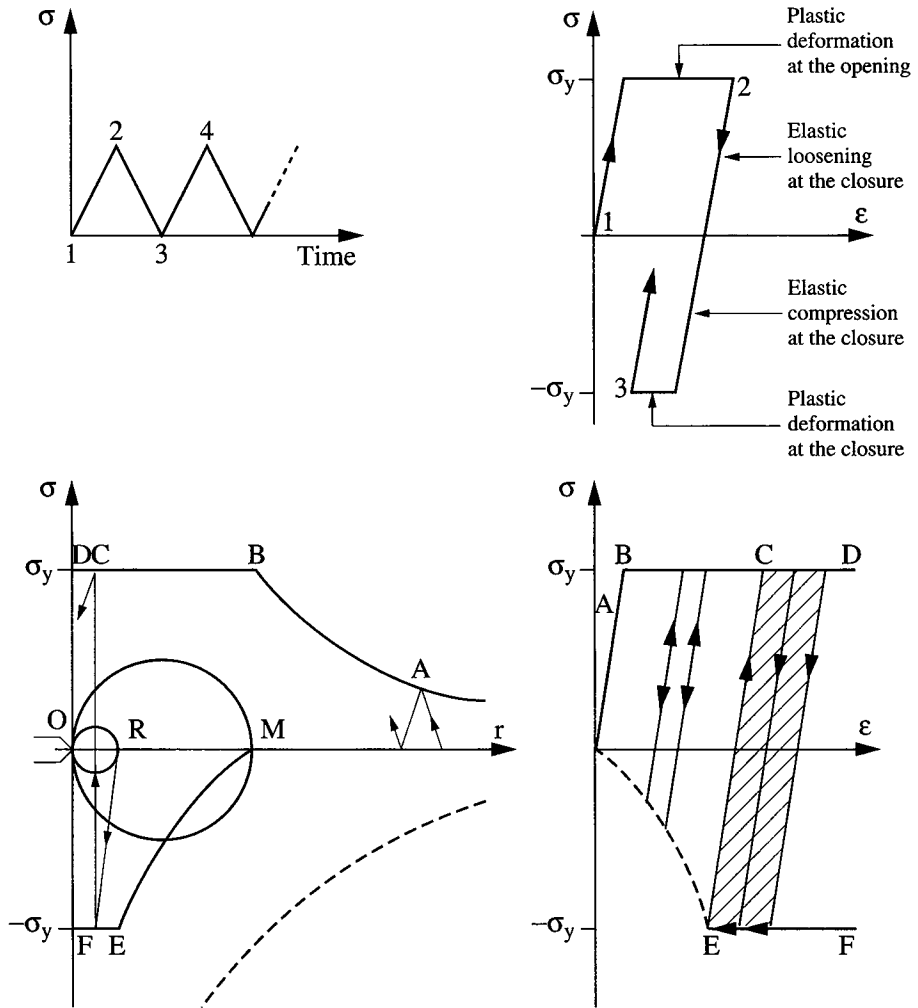 σ
2
4
1
3
Time
σ
σy
1
2
ε
−σy
3
Plastic
deformation
at the opening
Elastic
loosening
at the closure
Elastic
compression
at the closure
Plastic
deformation
at the closure
σ
σy
D
C
B
A
O
R
M
r
−σy
F
E
σ
σy
B
C
D
A
ε
−σy
E
F